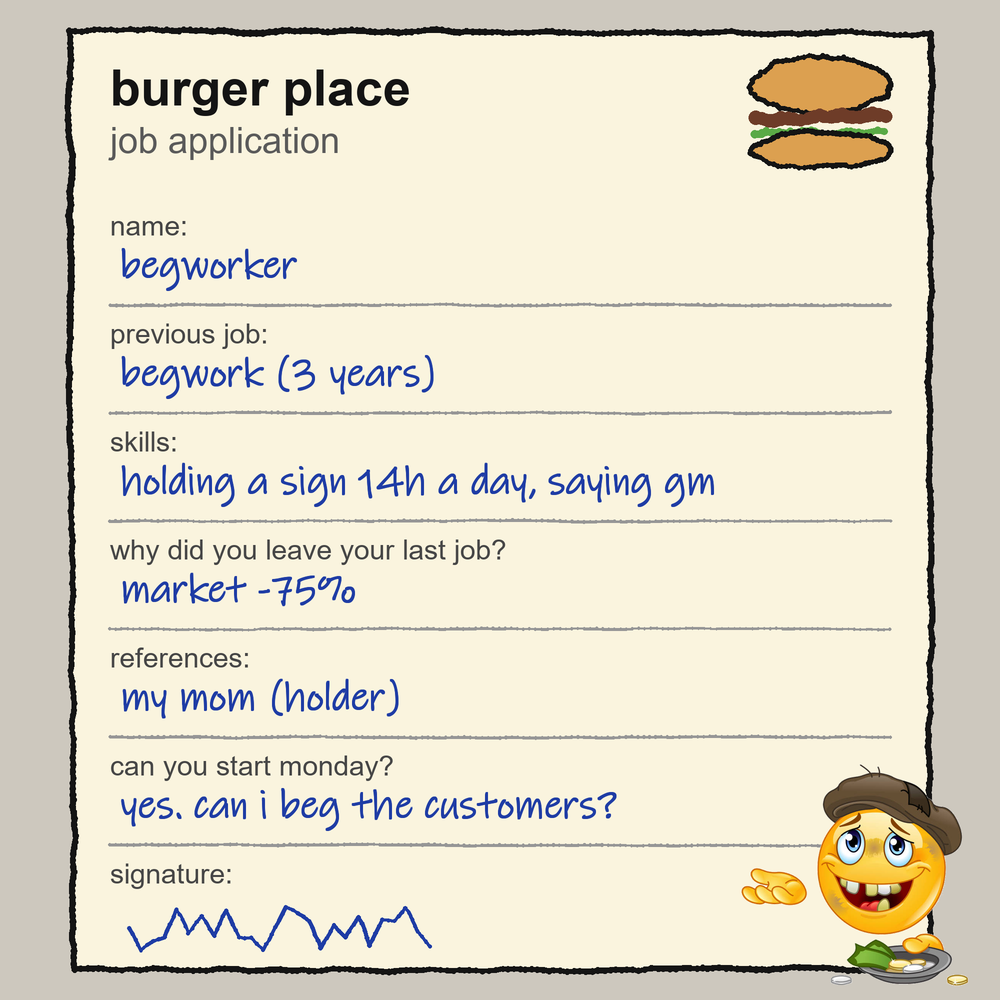 burger place
job application
name:
begworker
previous job:
begwork (3 years)
skills:
holding a sign 14h a day, saying gm
why did you leave your last job?
market -75%
references:
my mom (holder)
can you start monday?
yes. can i beg the customers?
signature: